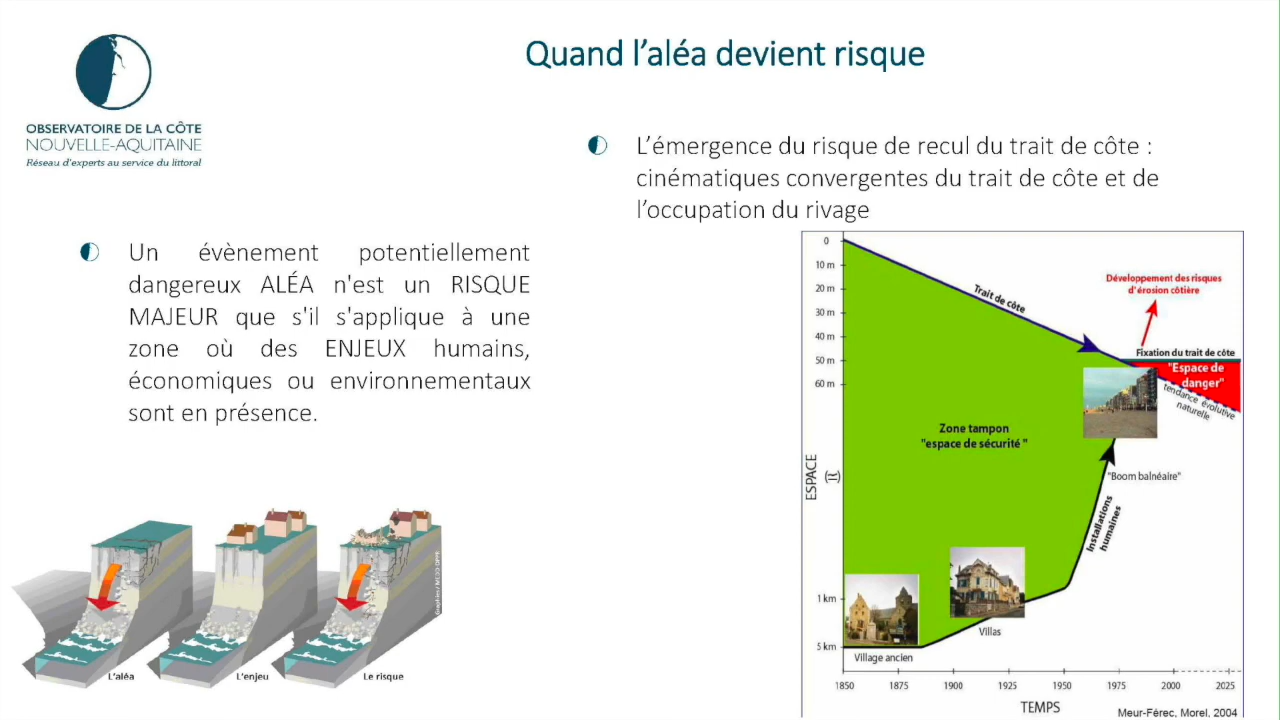 Quand l'aléa devient risque
OBSERVATOIRE DE LA CÔTE
NOUVELLE-AQUITAINE
Réseau d'experts au service du littoral
L'émergence du risque de recul du trait de côte :
cinématiques convergentes du trait de côte et de
l'occupation du rivage
Un évènement potentiellement
dangereux ALÉA n'est un RISQUE
MAJEUR que s'il s'applique à une
zone où des ENJEUX humains,
économiques ou environnementaux
sont en présence.
L'aléa
L'enjeu
Le risque
Graphies / MEDD-DPPR
0
10 m
20 m
30 m
40 m
50 m
60 m
1 km
5 km
ESPACE
Trait de côte
Développement des risques
d'érosion côtière
Fixation du trait de côte
"Espace de
danger"
tendance évolutive
naturelle
Zone tampon
"espace de sécurité "
"Boom balnéaire"
Installations
humaines
Villas
Village ancien
1850
1875
1900
1925
1950
1975
2000
2025
TEMPS
Meur-Férec, Morel, 2004